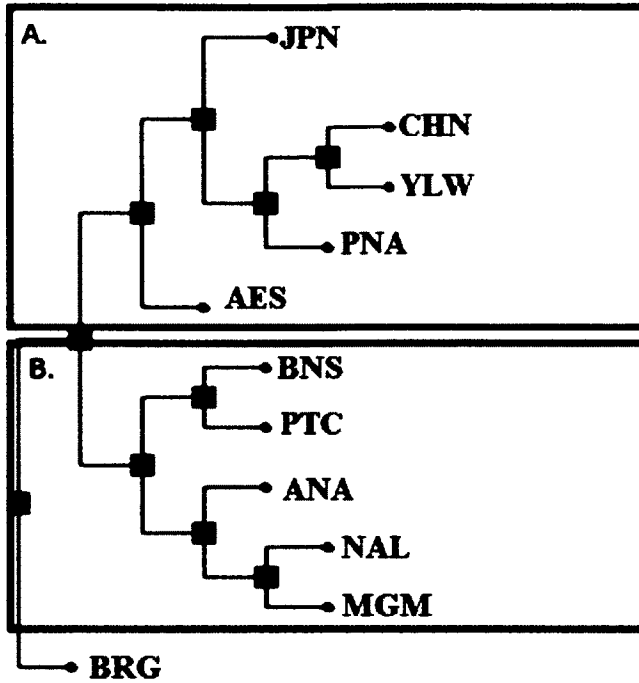 A.
JPN
CHN
YLW
PNA
AES
B.
BNS
PTC
ANA
NAL
MGM
BRG